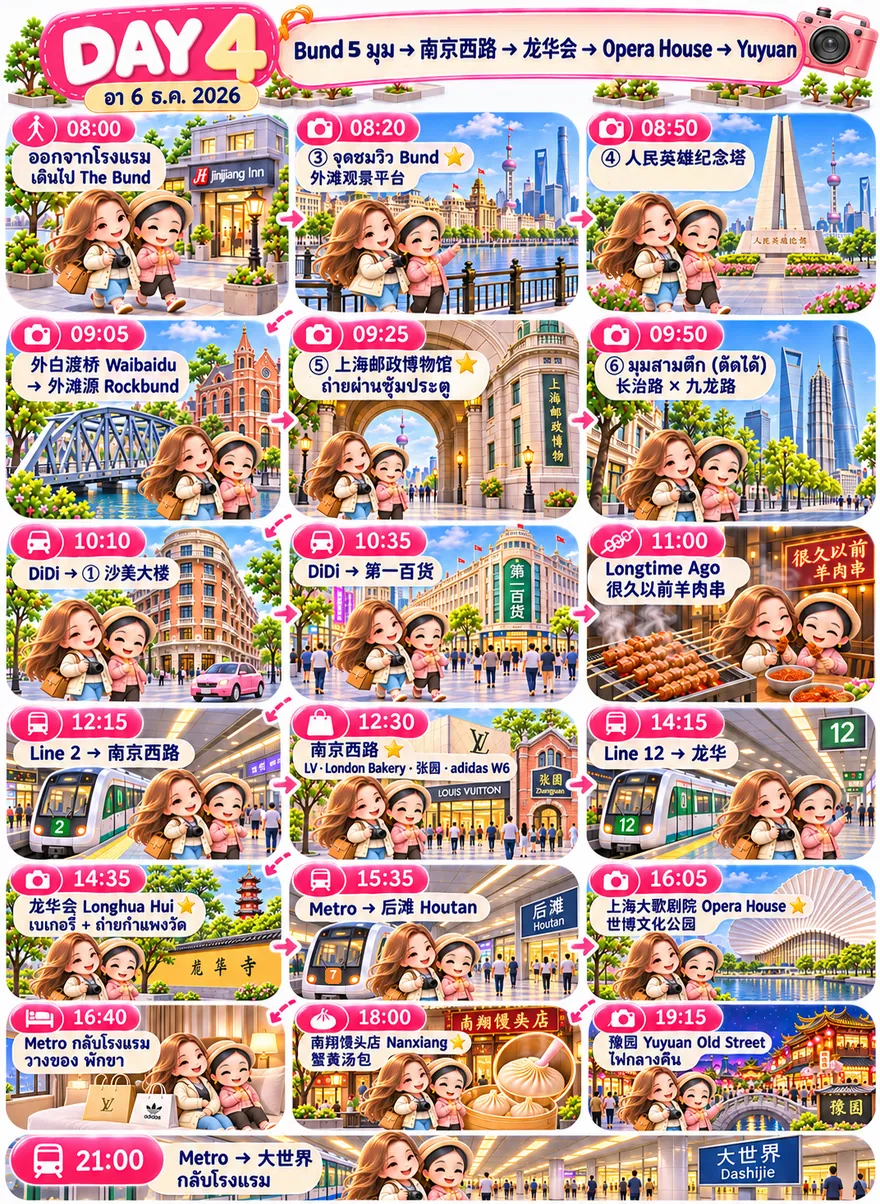 DAY 4
Bund 5 มุม → 南京西路 → 龙华会 → Opera House → Yuyuan
อา 6 ธ.ค. 2026
08:00
ออกจากโรงแรม
เดินไป The Bund
Jinjiang Inn
08:20
③ จุดชมวิว Bund
外滩观景平台
08:50
④ 人民英雄纪念塔
09:05
外白渡桥 Waibaidu
→ 外滩源 Rockbund
09:25
⑤ 上海邮政博物馆
ถ่ายผ่านซุ้มประตู
上海邮政博物
09:50
⑥ มุมสามตึก (ตัดได้)
长治路 × 九龙路
10:10
DiDi → ① 沙美大楼
10:35
DiDi → 第一百货
第一百货
11:00
Longtime Ago
很久以前羊肉串
很久以前
羊肉串
12:15
Line 2 → 南京西路
2
12:30
南京西路
LV · London Bakery · 张园 · adidas W6
LV
LOUIS VUITTON
张园
Zhangyuan
14:15
Line 12 → 龙华
12
12
14:35
龙华会 Longhua Hui
เบเกอรี่ + ถ่ายกำแพงวัด
15:35
Metro → 后滩 Houtan
后滩
Houtan
7
16:05
上海大歌剧院 Opera House
世博文化公园
16:40
Metro กลับโรงแรม
วางของ พักขา
LV
adidas
18:00
南翔馒头店 Nanxiang
蟹黄汤包
南翔馒头店
19:15
豫园 Yuyuan Old Street
ไฟกลางคืน
豫园
21:00
Metro → 大世界
กลับโรงแรม
大世界
Dashijie